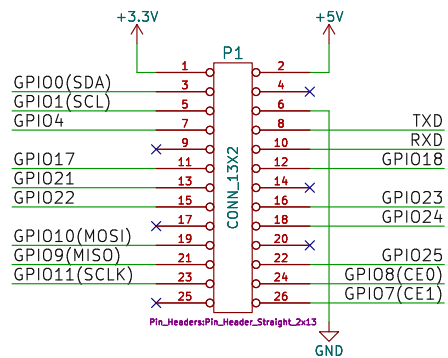 +3.3V +5V
P1
1 2
GPIO0(SDA) 3 4
GPIO1(SCL) 5 6
GPIO4 7 8 TXD
9 10 RXD
GPIO17 11 12 GPIO18
GPIO21 13 14
GPIO22 15 16 GPIO23
17 18 GPIO24
GPIO10(MOSI) 19 20
GPIO9(MISO) 21 22 GPIO25
GPIO11(SCLK) 23 24 GPIO8(CE0)
25 26 GPIO7(CE1)
CONN_13X2
Pin_Headers:Pin_Header_Straight_2x13
GND